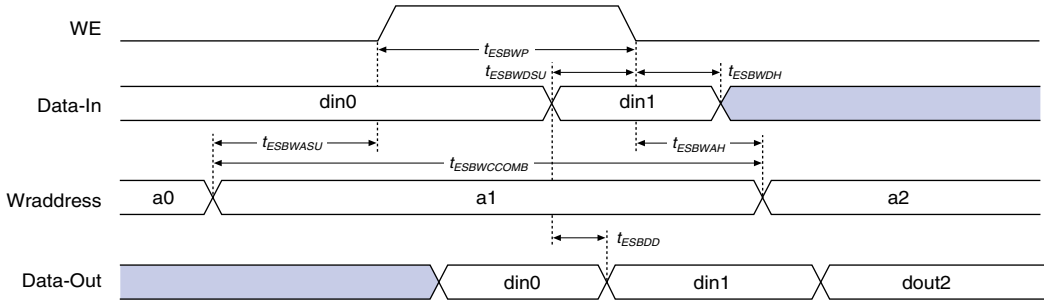 WE
tESBWP
tESBWDSU
tESBWDH
Data-In
din0
din1
tESBWASU
tESBWAH
tESBWCCOMB
Wraddress
a0
a1
a2
tESBDD
Data-Out
din0
din1
dout2